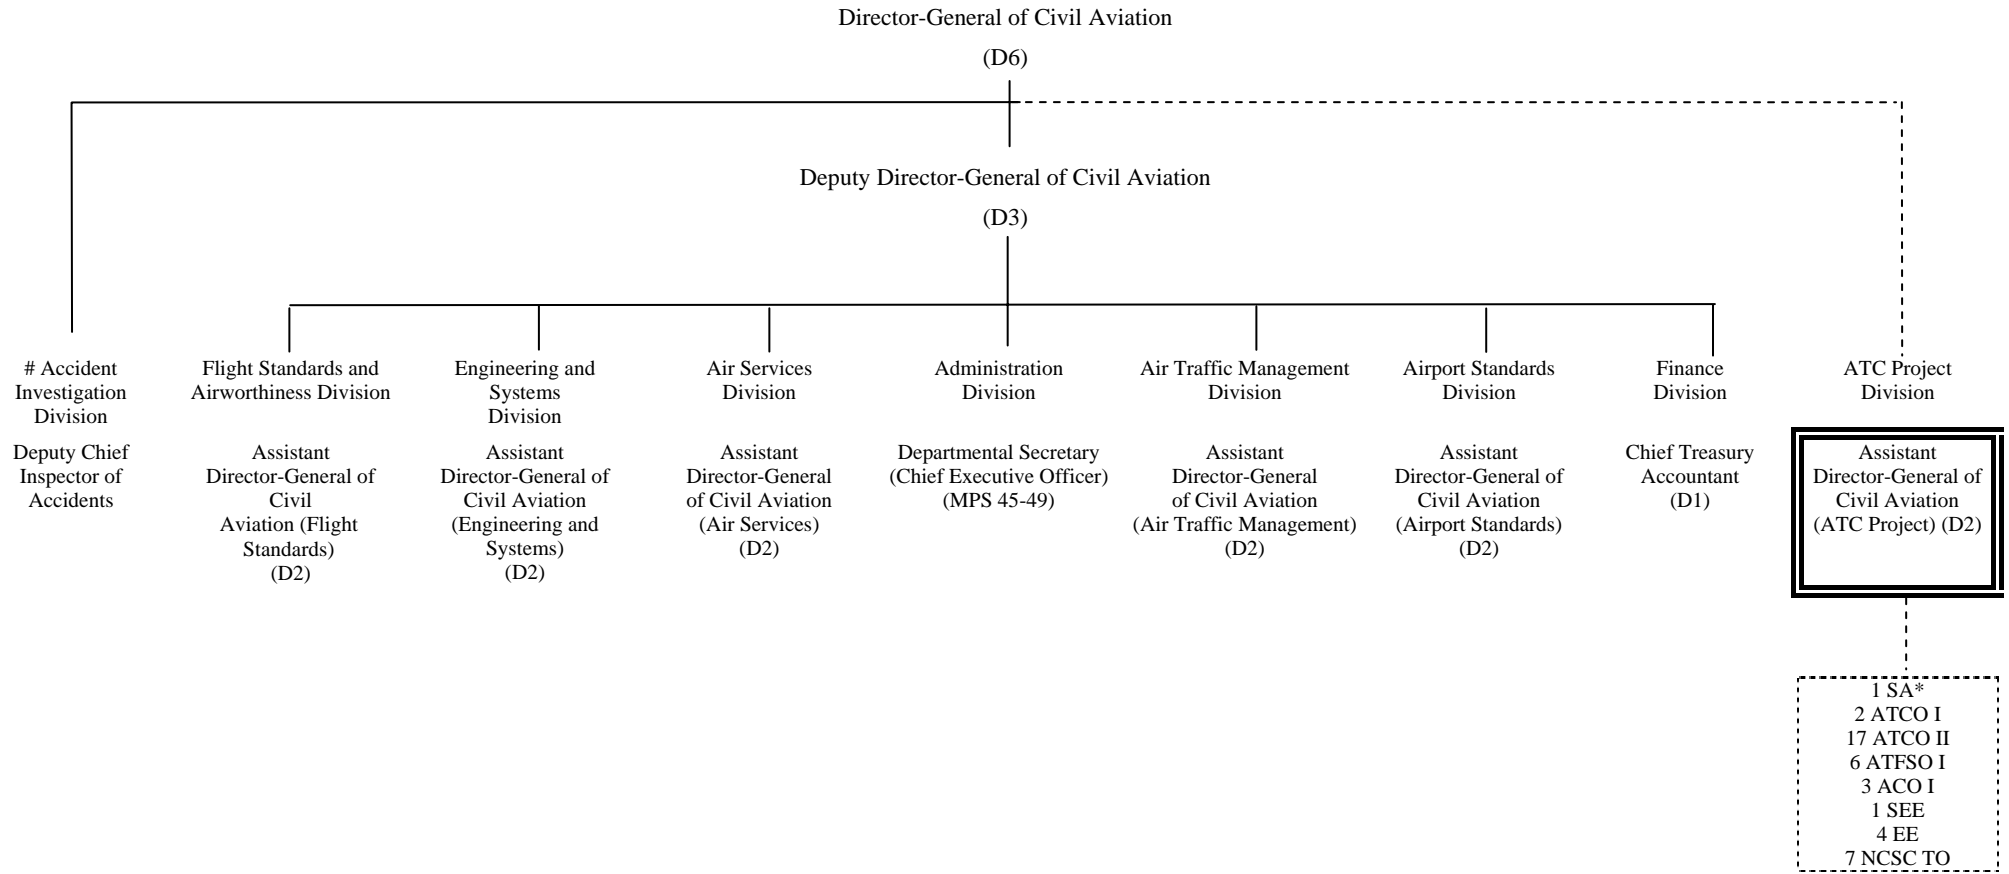 Director-General of Civil Aviation
(D6)
Deputy Director-General of Civil Aviation
(D3)
# Accident
Investigation
Division
Deputy Chief
Inspector of
Accidents
Flight Standards and
Airworthiness Division
Assistant
Director-General of
Civil
Aviation (Flight
Standards)
(D2)
Engineering and
Systems
Division
Assistant
Director-General of
Civil Aviation
(Engineering and
Systems)
(D2)
Air Services
Division
Assistant
Director-General
of Civil Aviation
(Air Services)
(D2)
Administration
Division
Departmental Secretary
(Chief Executive Officer)
(MPS 45-49)
Air Traffic Management
Division
Assistant
Director-General
of Civil Aviation
(Air Traffic Management)
(D2)
Airport Standards
Division
Assistant
Director-General of
Civil Aviation
(Airport Standards)
(D2)
Finance
Division
Chief Treasury
Accountant
(D1)
ATC Project
Division
Assistant
Director-General of
Civil Aviation
(ATC Project) (D2)
1 SA*
2 ATCO I
17 ATCO II
6 ATFSO I
3 ACO I
1 SEE
4 EE
7 NCSC TO